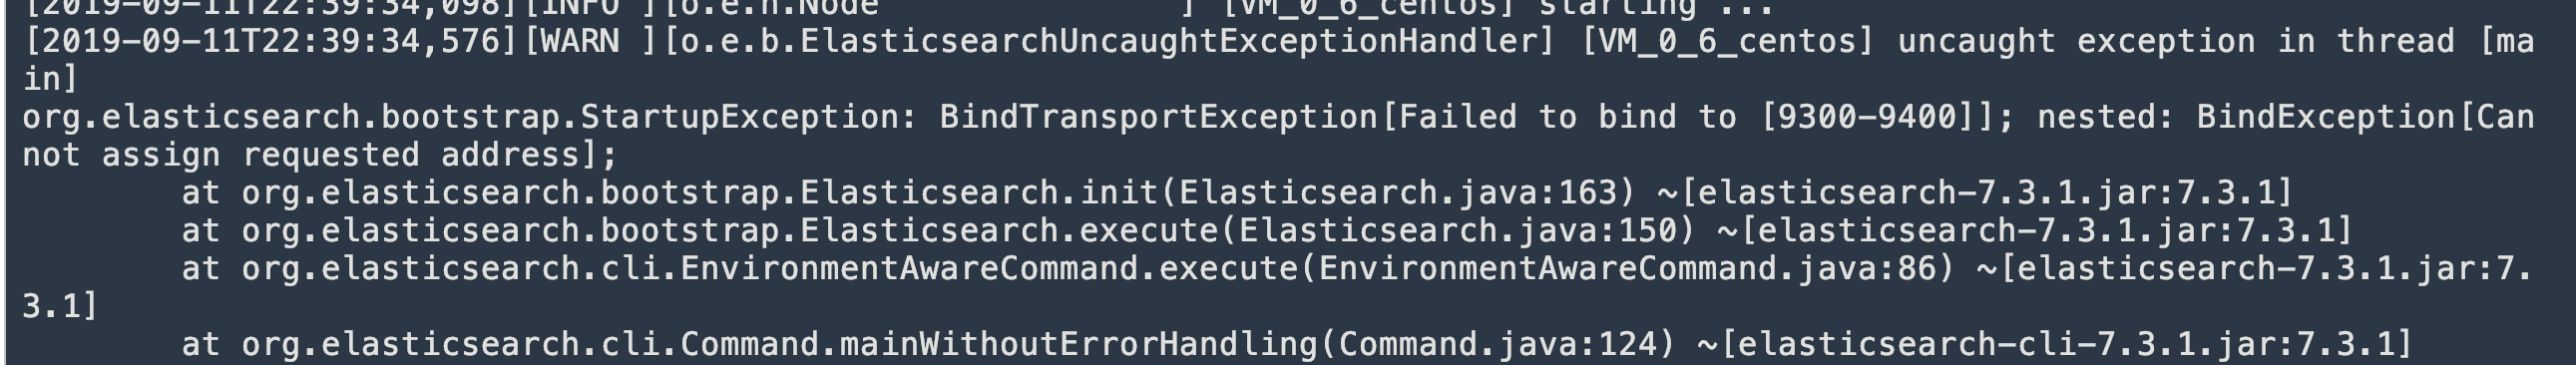 [2019-09-11T22:39:34,098][INFO ][o.e.n.Node               ] [VM_0_6_centos] starting ...
[2019-09-11T22:39:34,576][WARN ][o.e.b.ElasticsearchUncaughtExceptionHandler] [VM_0_6_centos] uncaught exception in thread [ma
in]
org.elasticsearch.bootstrap.StartupException: BindTransportException[Failed to bind to [9300-9400]]; nested: BindException[Can
not assign requested address];
        at org.elasticsearch.bootstrap.Elasticsearch.init(Elasticsearch.java:163) ~[elasticsearch-7.3.1.jar:7.3.1]
        at org.elasticsearch.bootstrap.Elasticsearch.execute(Elasticsearch.java:150) ~[elasticsearch-7.3.1.jar:7.3.1]
        at org.elasticsearch.cli.EnvironmentAwareCommand.execute(EnvironmentAwareCommand.java:86) ~[elasticsearch-7.3.1.jar:7.
3.1]
        at org.elasticsearch.cli.Command.mainWithoutErrorHandling(Command.java:124) ~[elasticsearch-cli-7.3.1.jar:7.3.1]